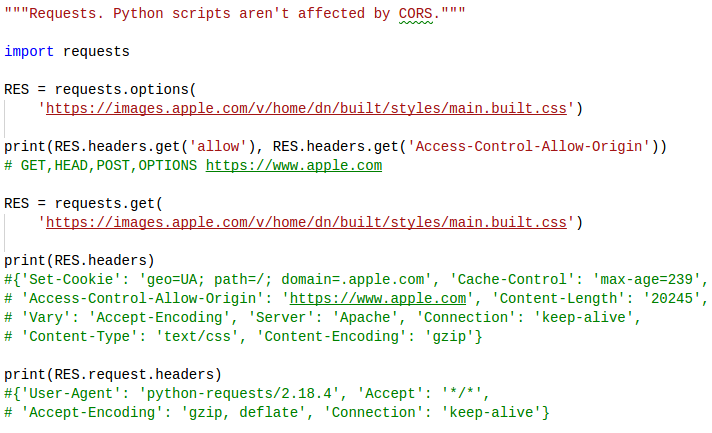 """Requests. Python scripts aren't affected by CORS."""
import requests
RES = requests.options(
'https://images.apple.com/v/home/dn/built/styles/main.built.css')
print(RES.headers.get('allow'), RES.headers.get('Access-Control-Allow-Origin'))
# GET,HEAD,POST,OPTIONS https://www.apple.com
RES = requests.get(
'https://images.apple.com/v/home/dn/built/styles/main.built.css')
print(RES.headers)
#{'Set-Cookie': 'geo=UA; path=/; domain=.apple.com', 'Cache-Control': 'max-age=239',
# 'Access-Control-Allow-Origin': 'https://www.apple.com', 'Content-Length': '20245',
# 'Vary': 'Accept-Encoding', 'Server': 'Apache', 'Connection': 'keep-alive',
# 'Content-Type': 'text/css', 'Content-Encoding': 'gzip'}
print(RES.request.headers)
#{'User-Agent': 'python-requests/2.18.4', 'Accept': '*/*',
# 'Accept-Encoding': 'gzip, deflate', 'Connection': 'keep-alive'}